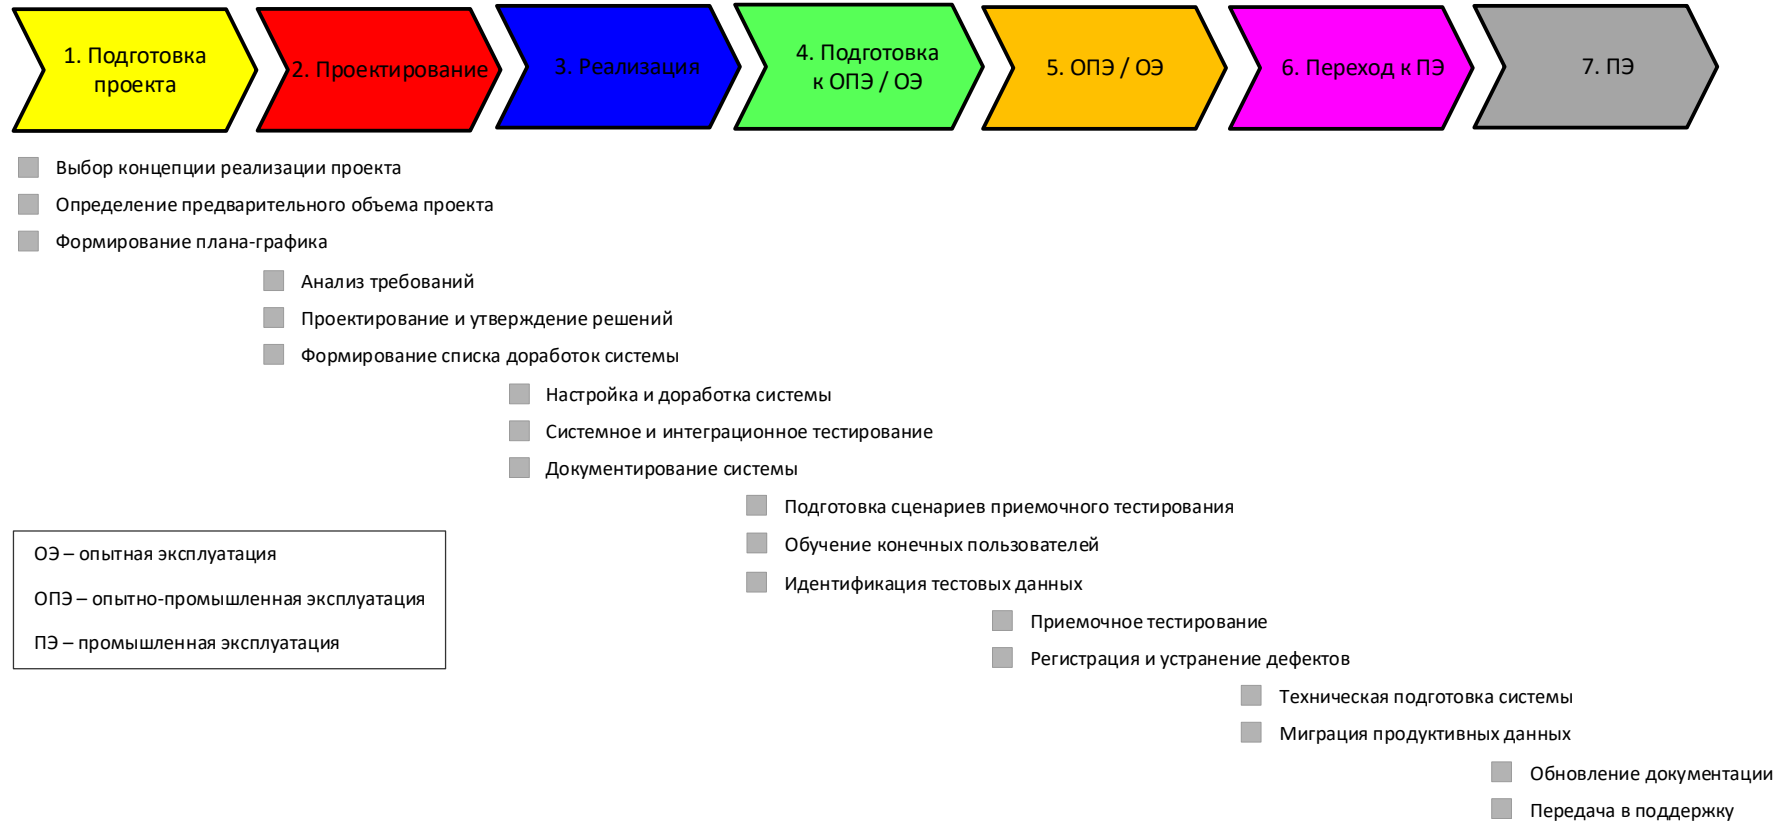 1. Подготовка
проекта
2. Проектирование
3. Реализация
4. Подготовка
к ОПЭ / ОЭ
5. ОПЭ / ОЭ
6. Переход к ПЭ
7. ПЭ
Выбор концепции реализации проекта
Определение предварительного объема проекта
Формирование плана-графика
Анализ требований
Проектирование и утверждение решений
Формирование списка доработок системы
Настройка и доработка системы
Системное и интеграционное тестирование
Документирование системы
Подготовка сценариев приемочного тестирования
Обучение конечных пользователей
Идентификация тестовых данных
ОЭ – опытная эксплуатация
ОПЭ – опытно-промышленная эксплуатация
ПЭ – промышленная эксплуатация
Приемочное тестирование
Регистрация и устранение дефектов
Техническая подготовка системы
Миграция продуктивных данных
Обновление документации
Передача в поддержку